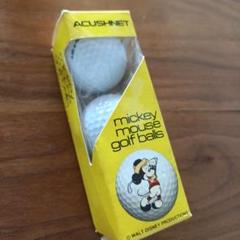 ACUSHNET
mickey
mouse
golf balls
© WALT DISNEY PRODUCTIONS